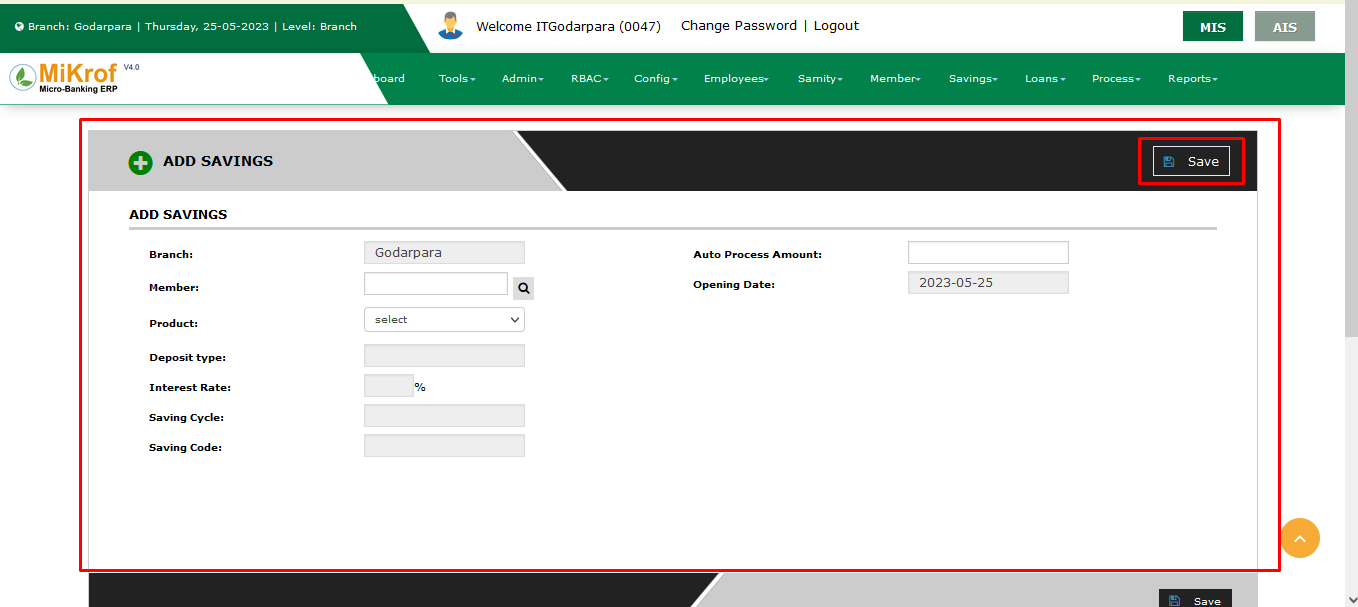 Branch: Godarpara | Thursday, 25-05-2023 | Level: Branch
Welcome ITGodarpara (0047) Change Password | Logout
MIS AIS
MiKrof V4.0
Micro-Banking ERP
board Tools Admin RBAC Config Employees Samity Member Savings Loans Process Reports
ADD SAVINGS
Save
ADD SAVINGS
Branch: Godarpara
Auto Process Amount:
Member:
Opening Date: 2023-05-25
Product: select
Deposit type:
Interest Rate: %
Saving Cycle:
Saving Code:
Save